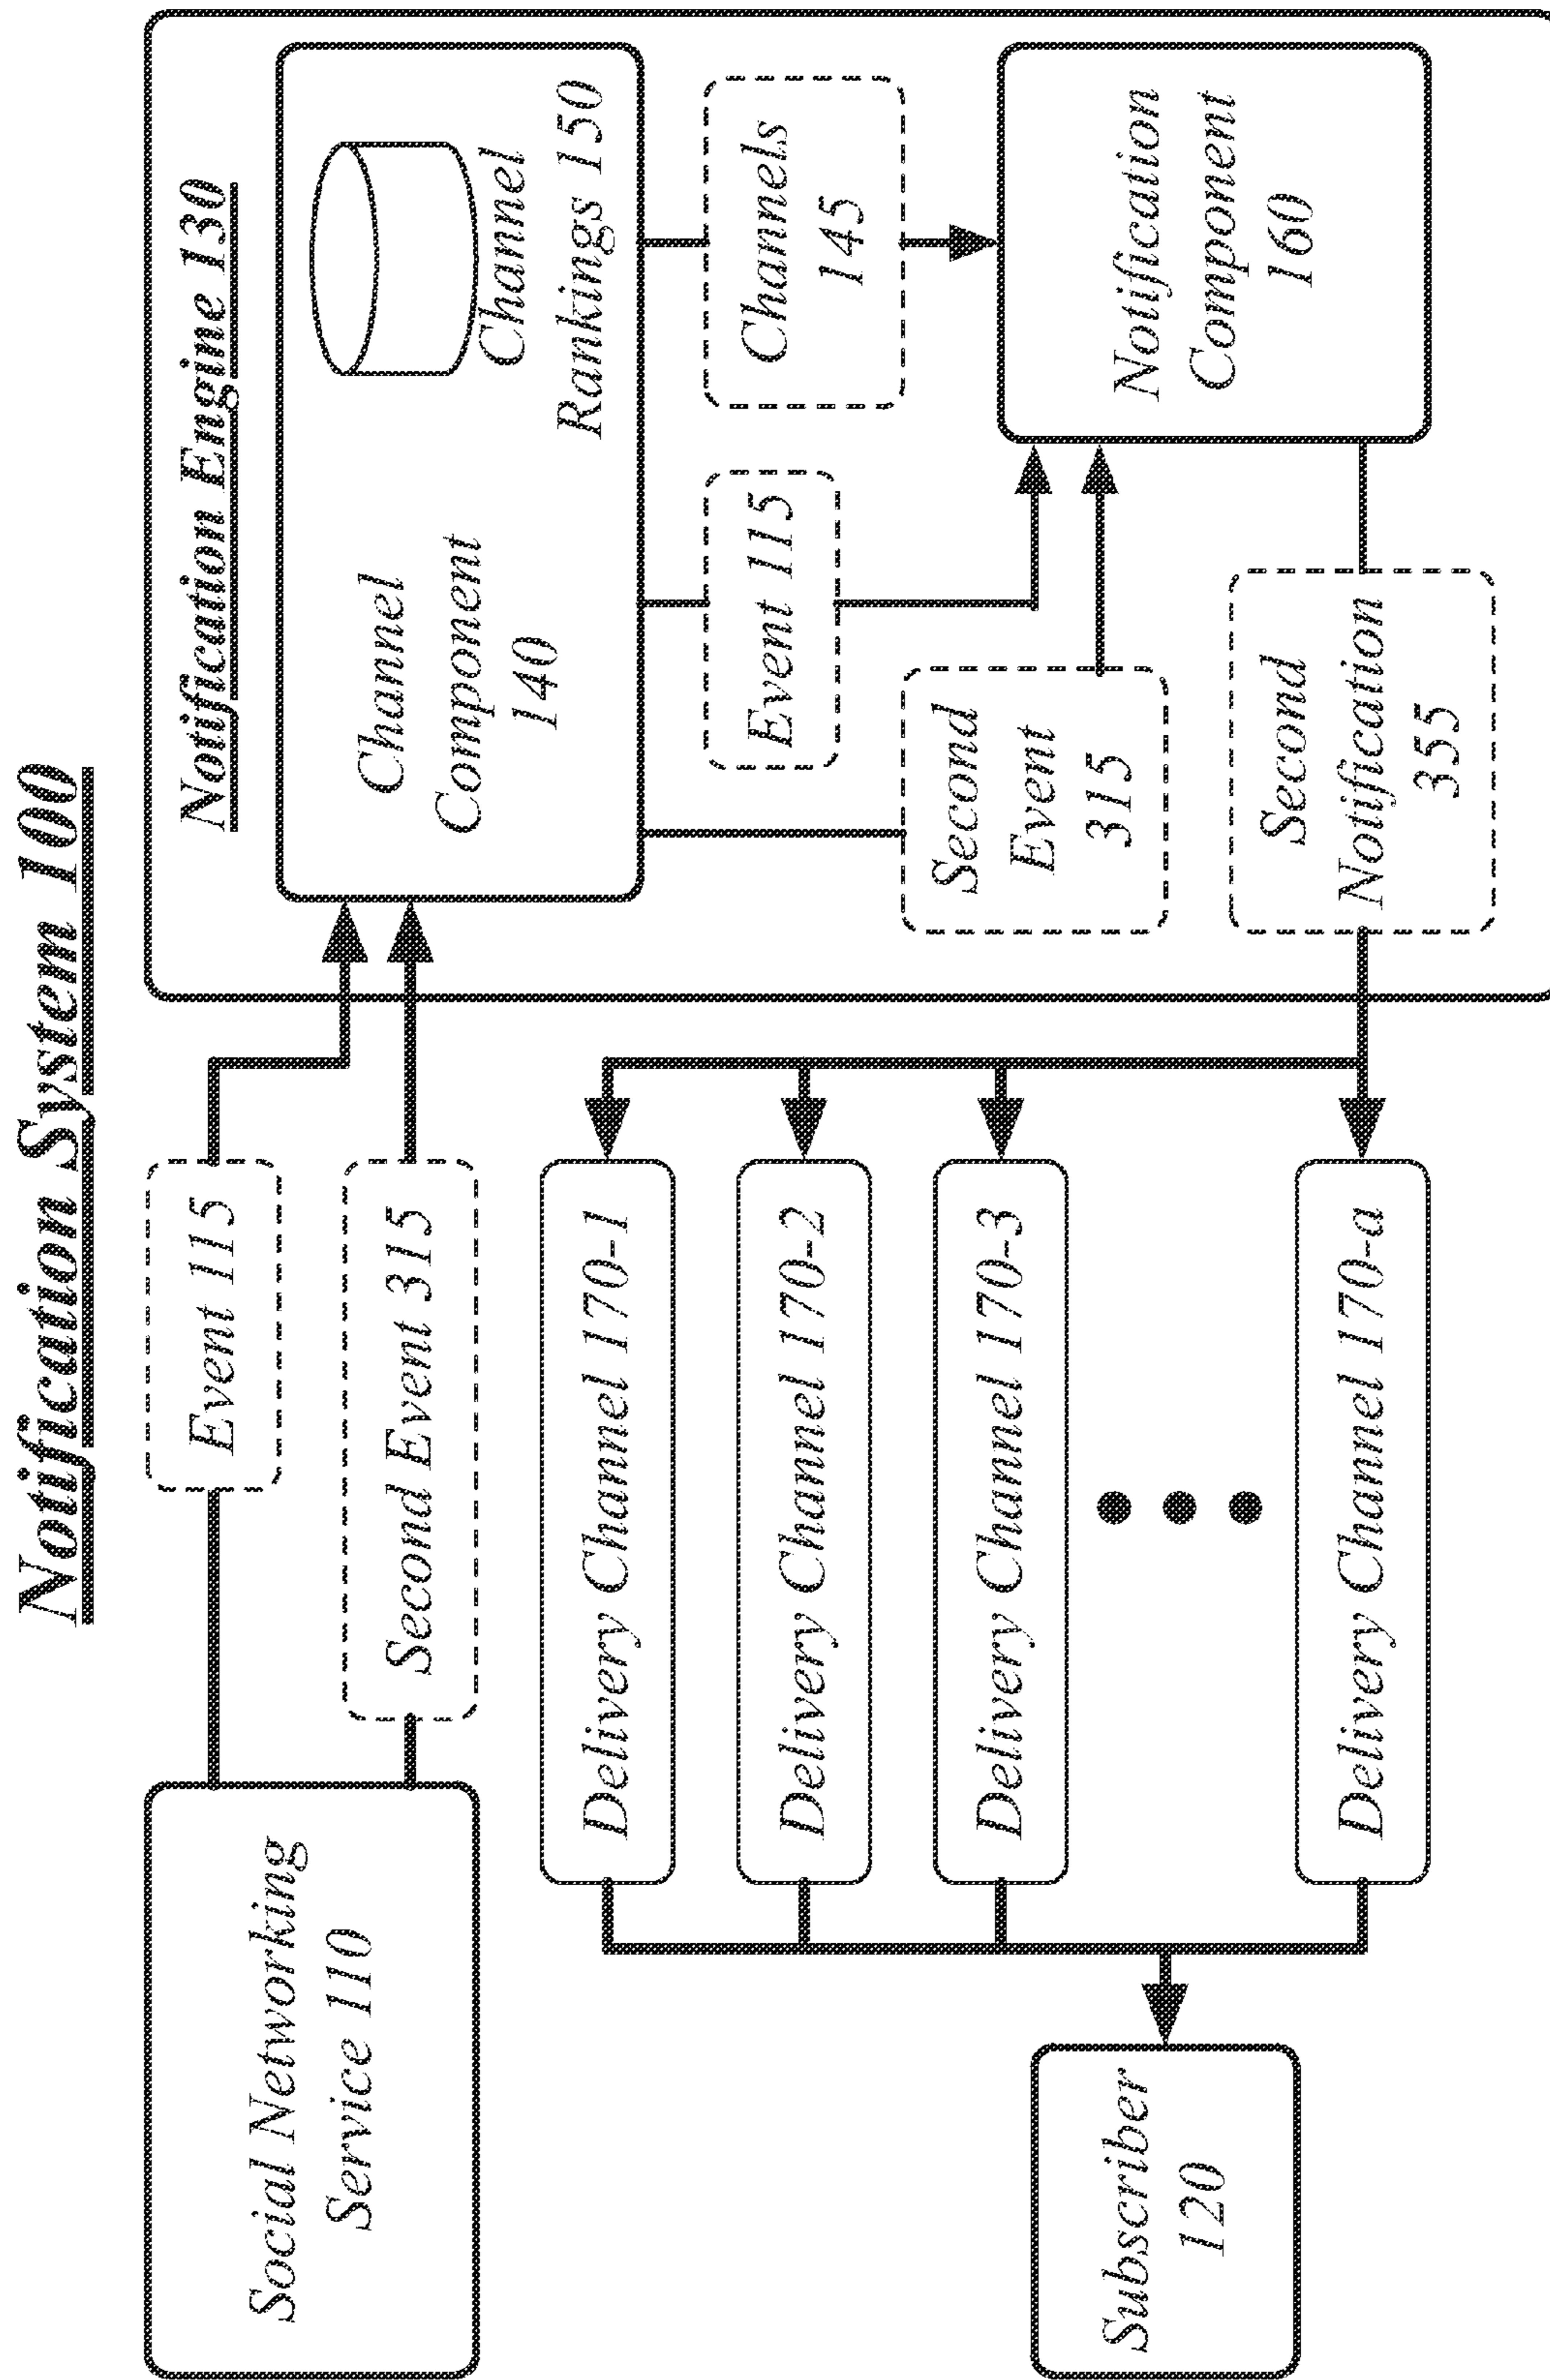 Notification System 100
Social Networking
Service 110
Event 115
Second Event 315
Notification Engine 130
Channel
Component
140
Channel
Rankings 150
Event 115
Channels
145
Second
Event
315
Notification
Component
160
Second
Notification
355
Delivery Channel 170-1
Delivery Channel 170-2
Delivery Channel 170-3
Delivery Channel 170-a
Subscriber
120